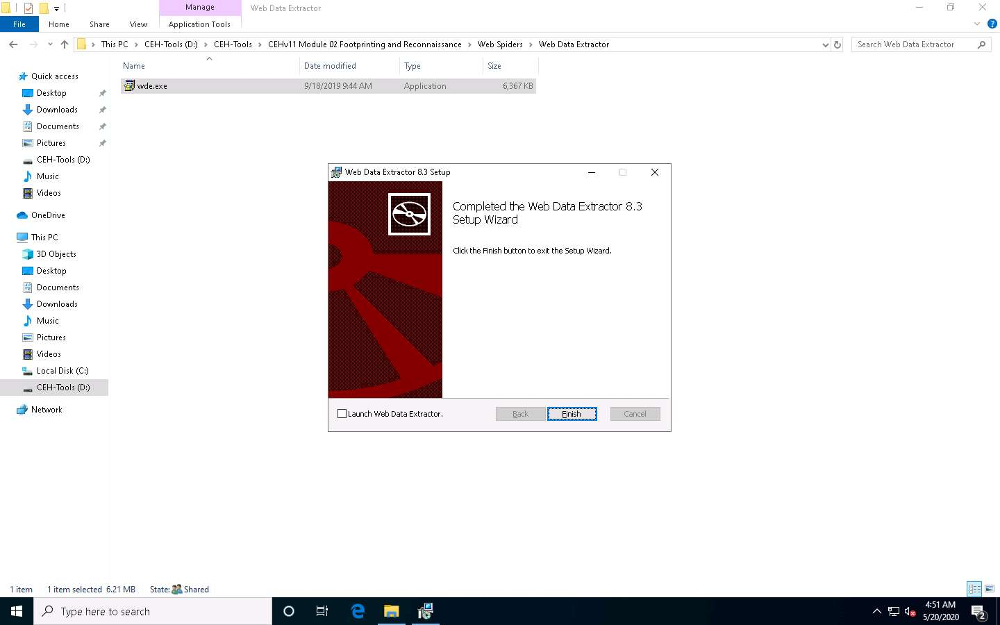 Manage
Web Data Extractor
File
Home
Share
View
Application Tools
This PC
CEH-Tools (D:)
CEH-Tools
CEHv11 Module 02 Footprinting and Reconnaissance
Web Spiders
Web Data Extractor
Search Web Data Extractor
Name
Date modified
Type
Size
wde.exe
9/18/2019 9:44 AM
Application
6,367 KB
Quick access
Desktop
Downloads
Documents
Pictures
CEH-Tools (D:)
Music
Videos
OneDrive
This PC
3D Objects
Desktop
Documents
Downloads
Music
Pictures
Videos
Local Disk (C:)
CEH-Tools (D:)
Network
Web Data Extractor 8.3 Setup
Completed the Web Data Extractor 8.3
Setup Wizard
Click the Finish button to exit the Setup Wizard.
Launch Web Data Extractor.
Back
Finish
Cancel
1 item
1 item selected 6.21 MB
State: Shared
Type here to search
4:51 AM
5/20/2020
2